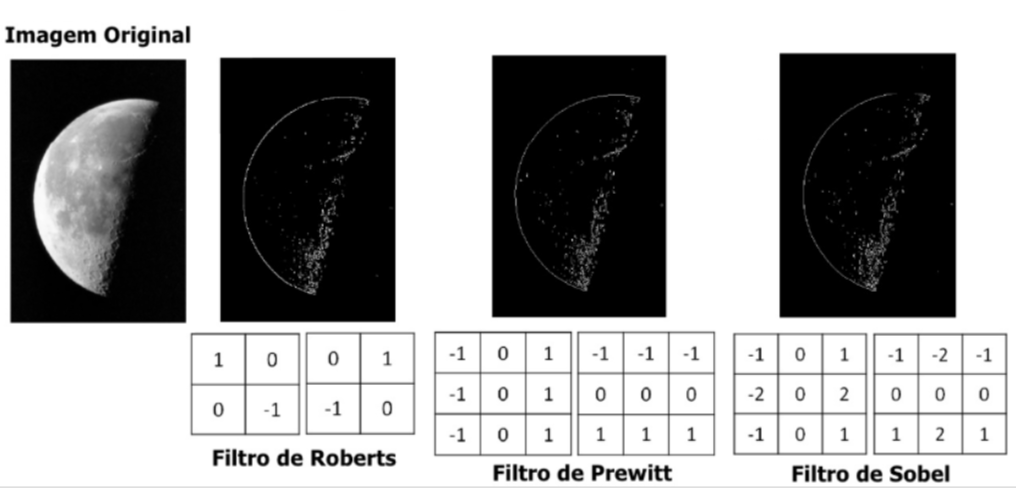 Imagem Original
1 0 0 1
0 -1 -1 0
Filtro de Roberts
-1 0 1 -1 -1 -1
-1 0 1 0 0 0
-1 0 1 1 1 1
Filtro de Prewitt
-1 0 1 -1 -2 -1
-2 0 2 0 0 0
-1 0 1 1 2 1
Filtro de Sobel